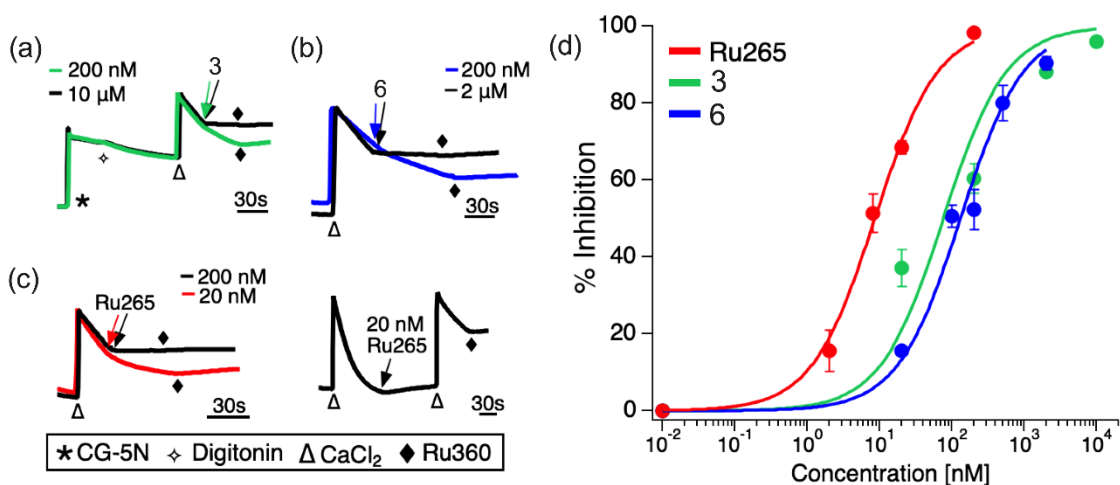 (a)
200 nM
10 μM
3
30s
(b)
200 nM
2 μM
6
30s
(c)
200 nM
20 nM
Ru265
30s
20 nM
Ru265
30s
★CG-5N ✧ Digitonin Δ CaCl₂ ◆ Ru360
(d)
Ru265
3
6
% Inhibition
100
80
60
40
20
0
10⁻² 10⁻¹ 10⁰ 10¹ 10² 10³ 10⁴
Concentration [nM]